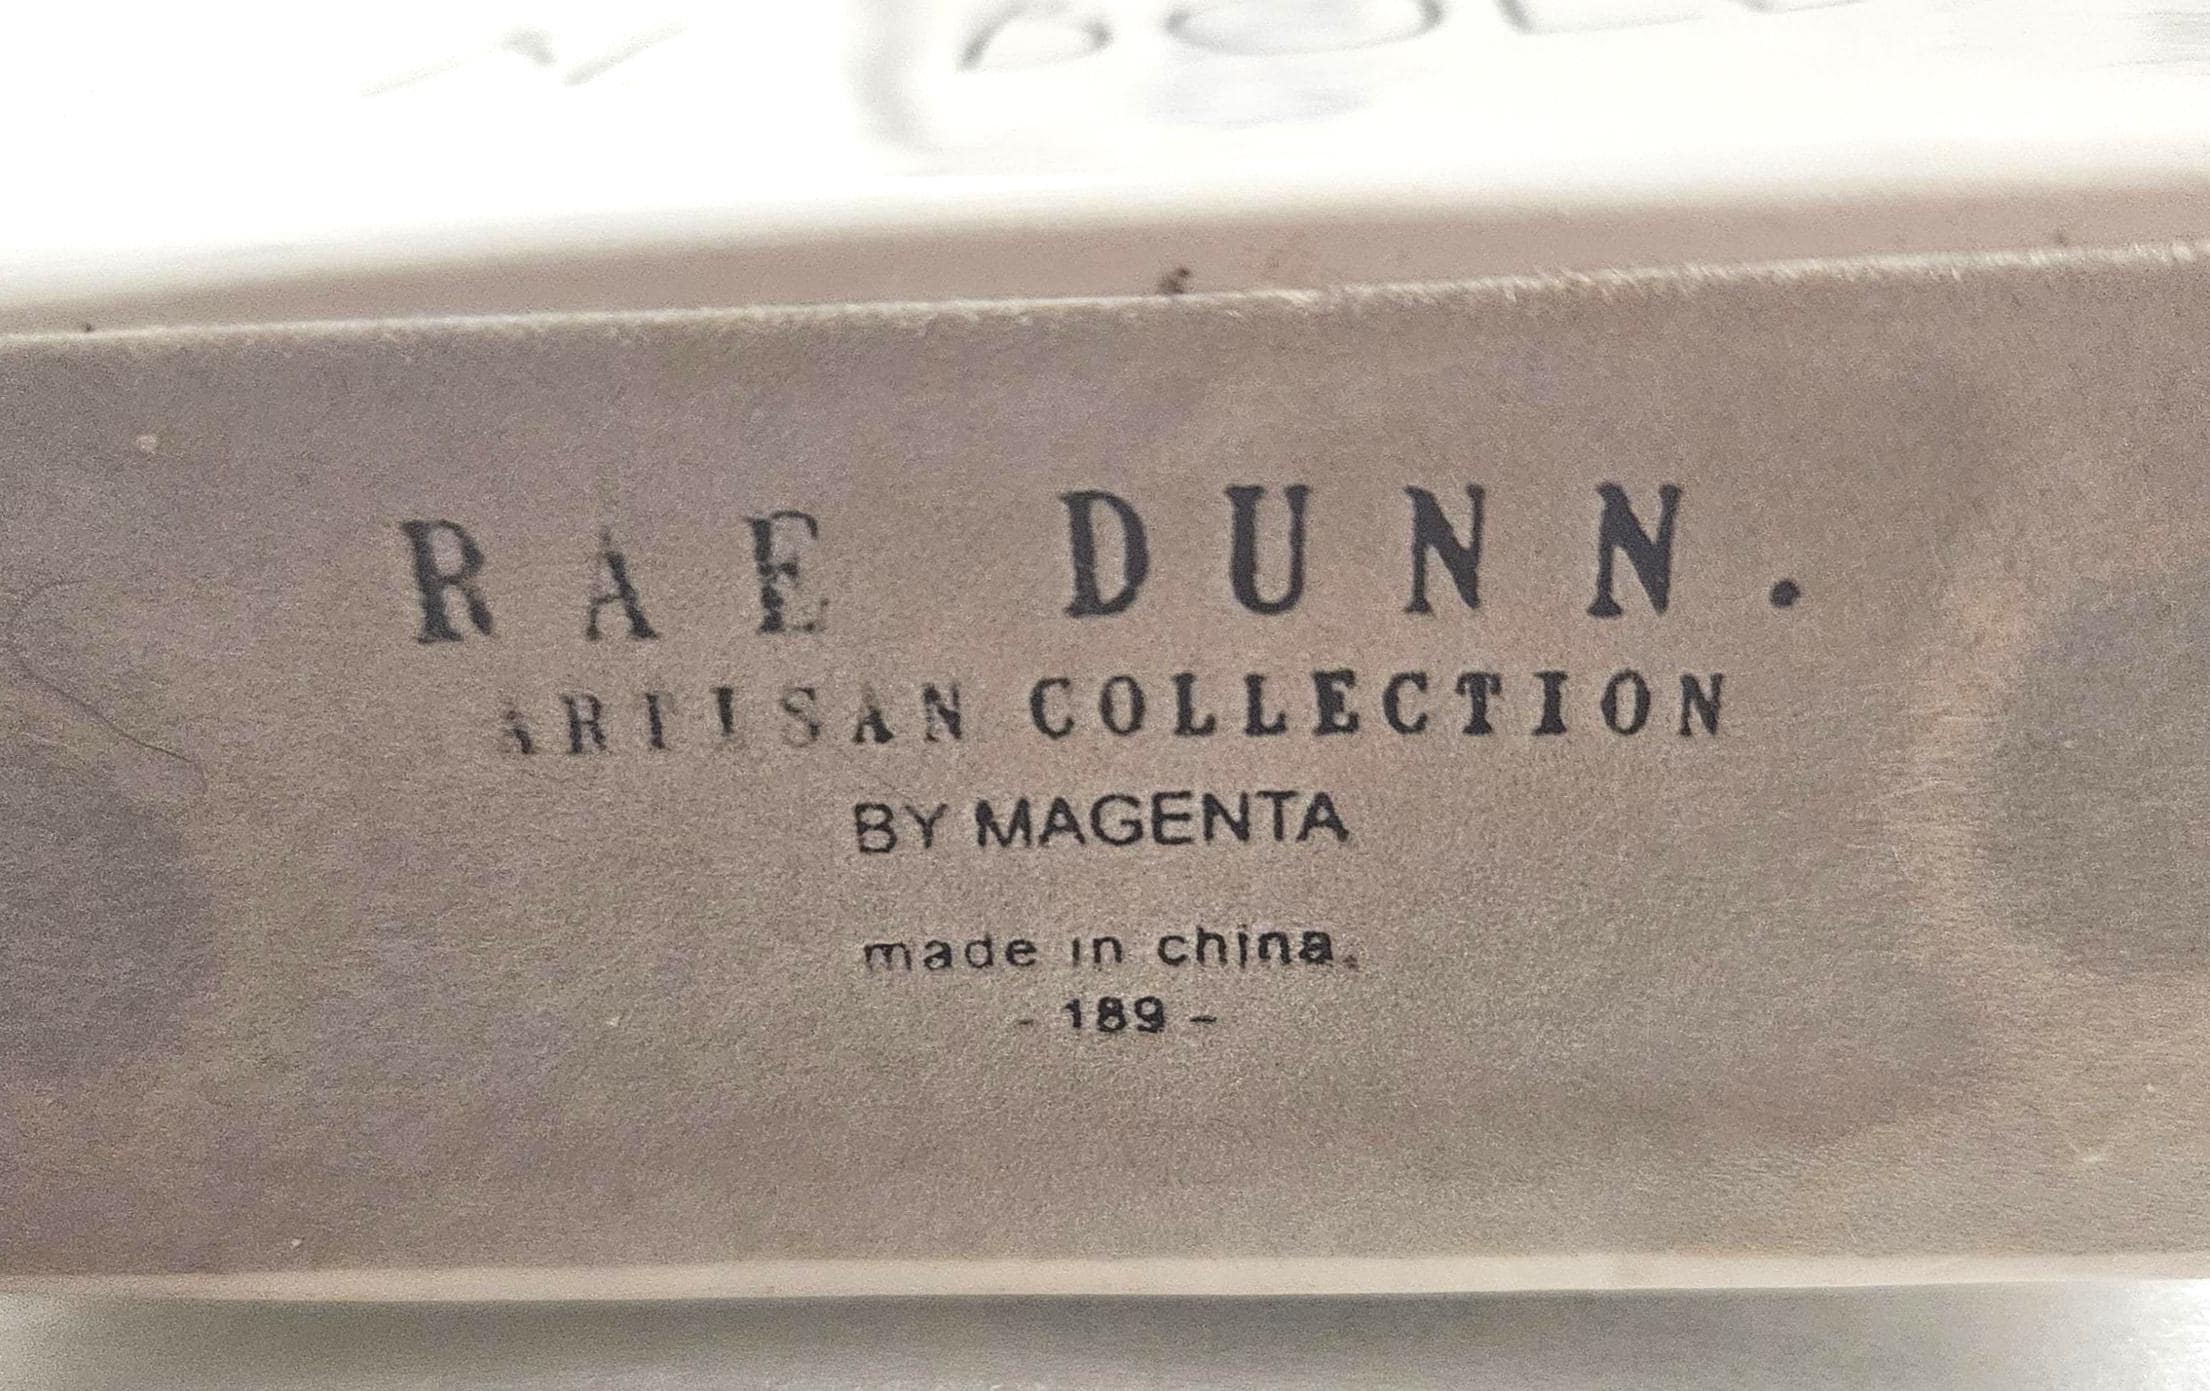 RAE DUNN.
ARTISAN COLLECTION
BY MAGENTA
made in china.
- 189 -